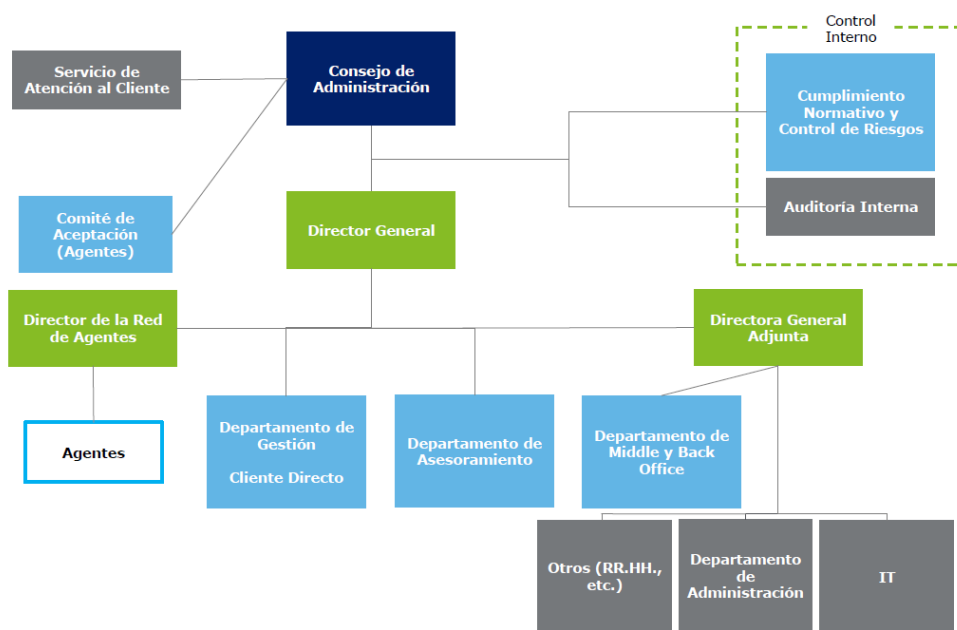 Control
Interno
Servicio de
Atención al Cliente
Consejo de
Administración
Cumplimiento
Normativo y
Control de Riesgos
Auditoría Interna
Comité de
Aceptación
(Agentes)
Director General
Director de la Red
de Agentes
Directora General
Adjunta
Agentes
Departamento de
Gestión
Cliente Directo
Departamento de
Asesoramiento
Departamento de
Middle y Back
Office
Otros (RR.HH.,
etc.)
Departamento
de
Administración
IT